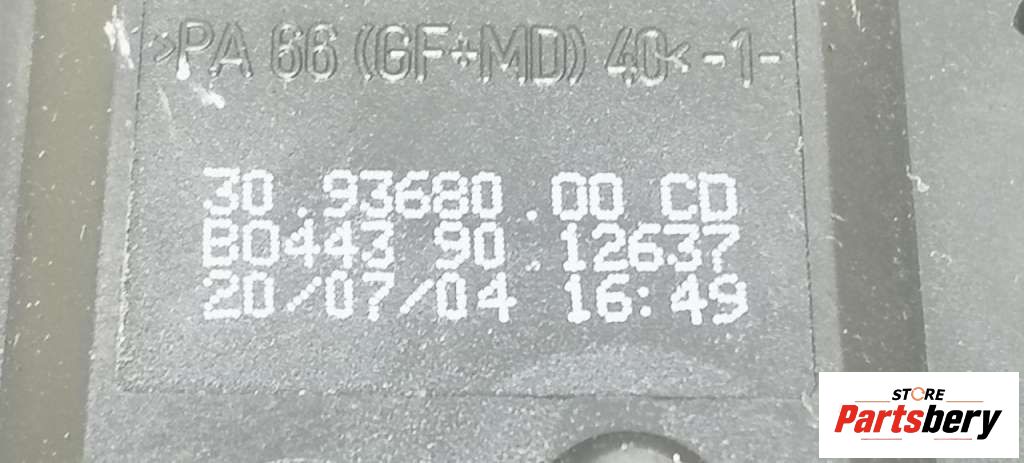 >PA 66 (GF+MD) 40< -1-
30.93680.00 CD
B0443 90.12637
20/07/04 16:49
STORE
Partsbery